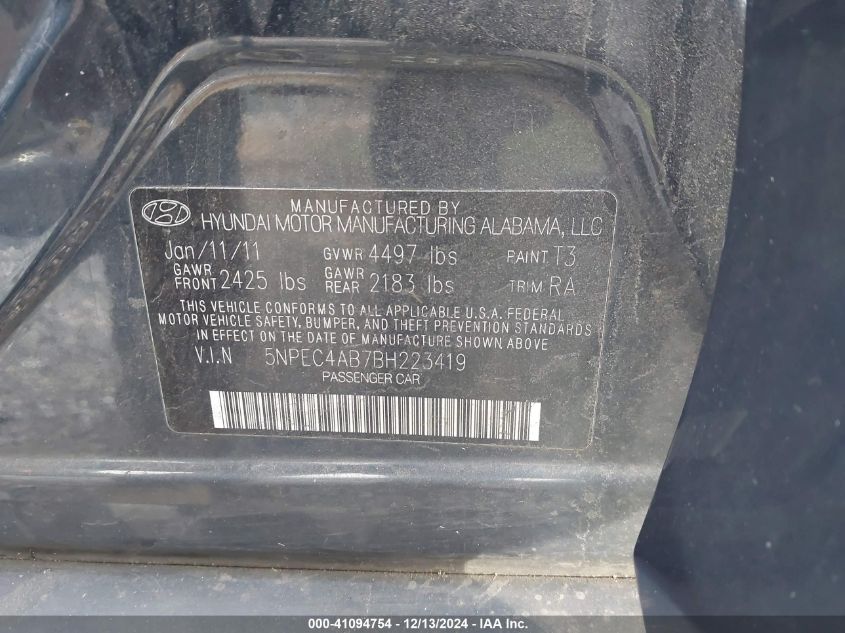 MANUFACTURED BY
HYUNDAI MOTOR MANUFACTURING ALABAMA, LLC
Jan/11/11 GVWR 4497 lbs PAINT T3
GAWR FRONT 2425 lbs GAWR REAR 2183 lbs TRIM RA
THIS VEHICLE CONFORMS TO ALL APPLICABLE U.S.A. FEDERAL
MOTOR VEHICLE SAFETY, BUMPER, AND THEFT PREVENTION STANDARDS
IN EFFECT ON THE DATE OF MANUFACTURE SHOWN ABOVE
V.I.N 5NPEC4AB7BH223419
PASSENGER CAR
000-41094754 - 12/13/2024 - IAA Inc.